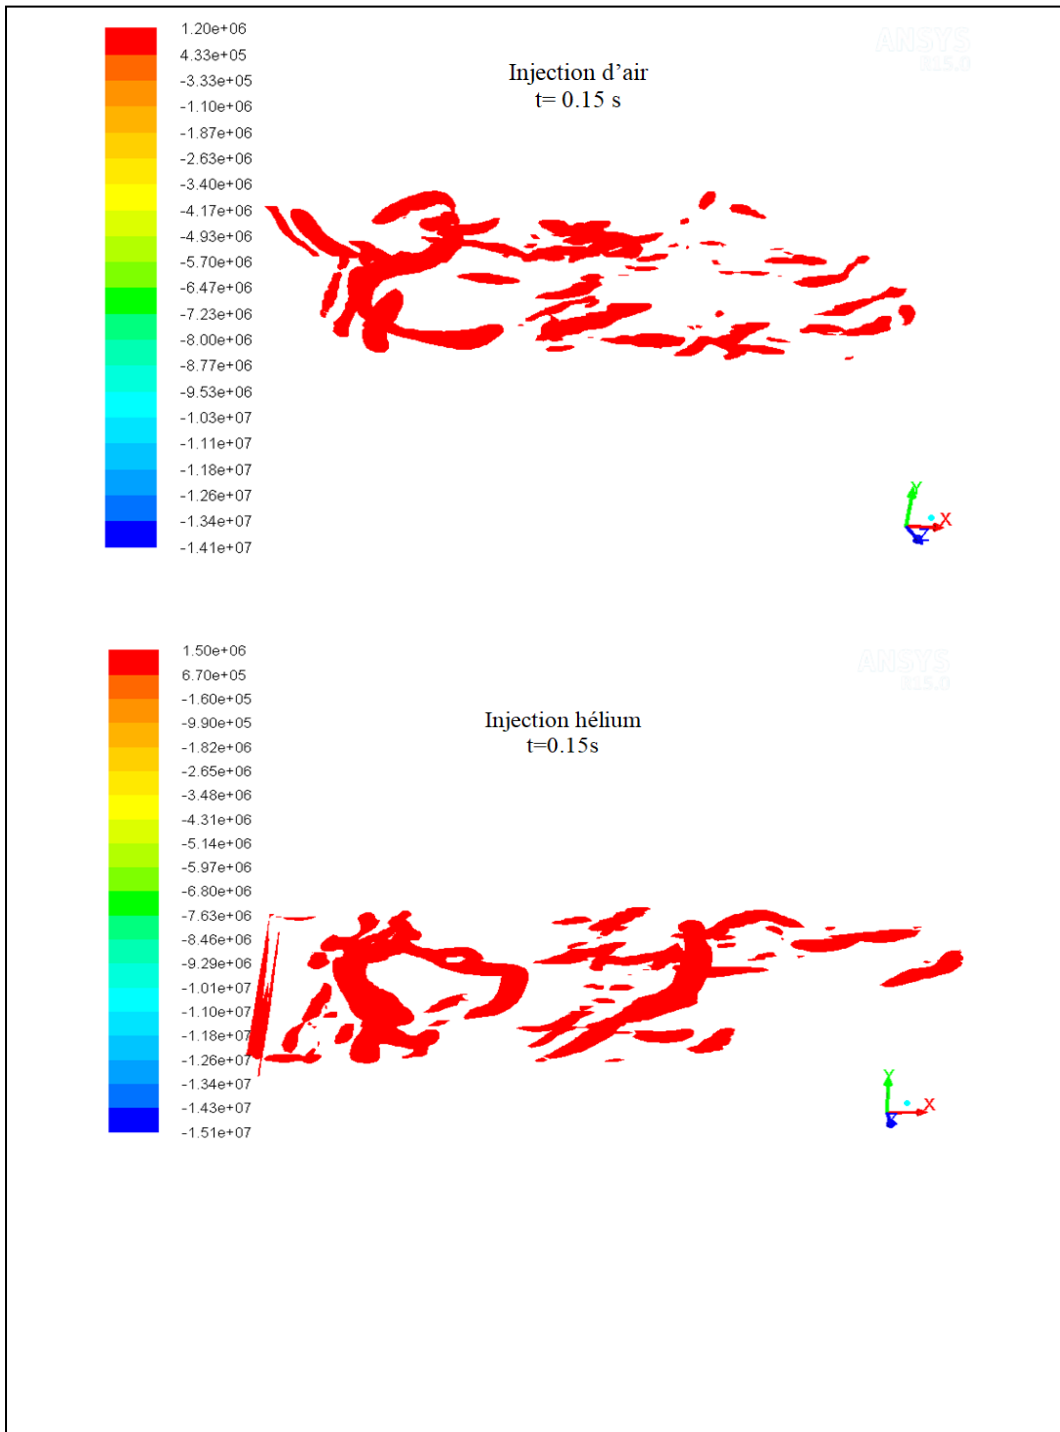 1.20e+06
4.33e+05
-3.33e+05
-1.10e+06
-1.87e+06
-2.63e+06
-3.40e+06
-4.17e+06
-4.93e+06
-5.70e+06
-6.47e+06
-7.23e+06
-8.00e+06
-8.77e+06
-9.53e+06
-1.03e+07
-1.11e+07
-1.18e+07
-1.26e+07
-1.34e+07
-1.41e+07
ANSYS
R15.0
Injection d’air
t= 0.15 s
Y
X
Z
1.50e+06
6.70e+05
-1.60e+05
-9.90e+05
-1.82e+06
-2.65e+06
-3.48e+06
-4.31e+06
-5.14e+06
-5.97e+06
-6.80e+06
-7.63e+06
-8.46e+06
-9.29e+06
-1.01e+07
-1.10e+07
-1.18e+07
-1.26e+07
-1.34e+07
-1.43e+07
-1.51e+07
ANSYS
R15.0
Injection hélium
t=0.15s
Y
X